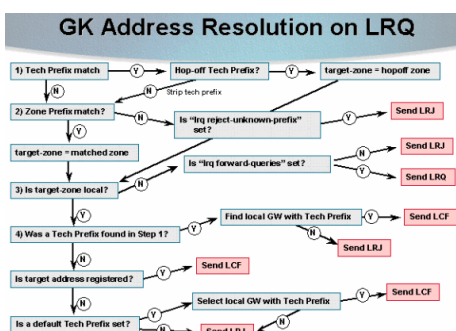 GK Address Resolution on LRQ
1) Tech Prefix match
Y
Hop-off Tech Prefix?
Y
target-zone = hopoff zone
N
N
Strip tech prefix
2) Zone Prefix match?
N
Is "lrq reject-unknown-prefix"
set?
Y
Send LRJ
Y
target-zone = matched zone
Is "lrq forward-queries" set?
N
Send LRJ
Y
Send LRQ
3) Is target-zone local?
N
Y
4) Was a Tech Prefix found in Step 1?
Y
Find local GW with Tech Prefix
Y
Send LCF
N
Send LRJ
N
Is target address registered?
Y
Send LCF
N
Select local GW with Tech Prefix
Y
Send LCF
Is a default Tech Prefix set?
Y
N
Send LRJ
N